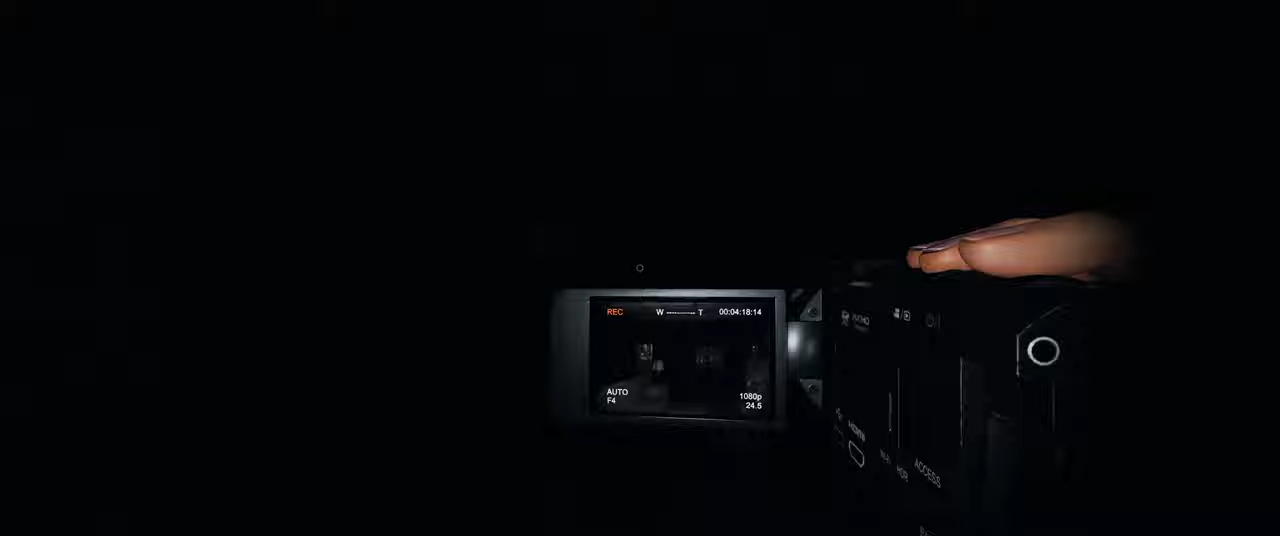 REC W T 00:04:18:14
AUTO
F4
1080p
24.5
HDMI
ACCESS